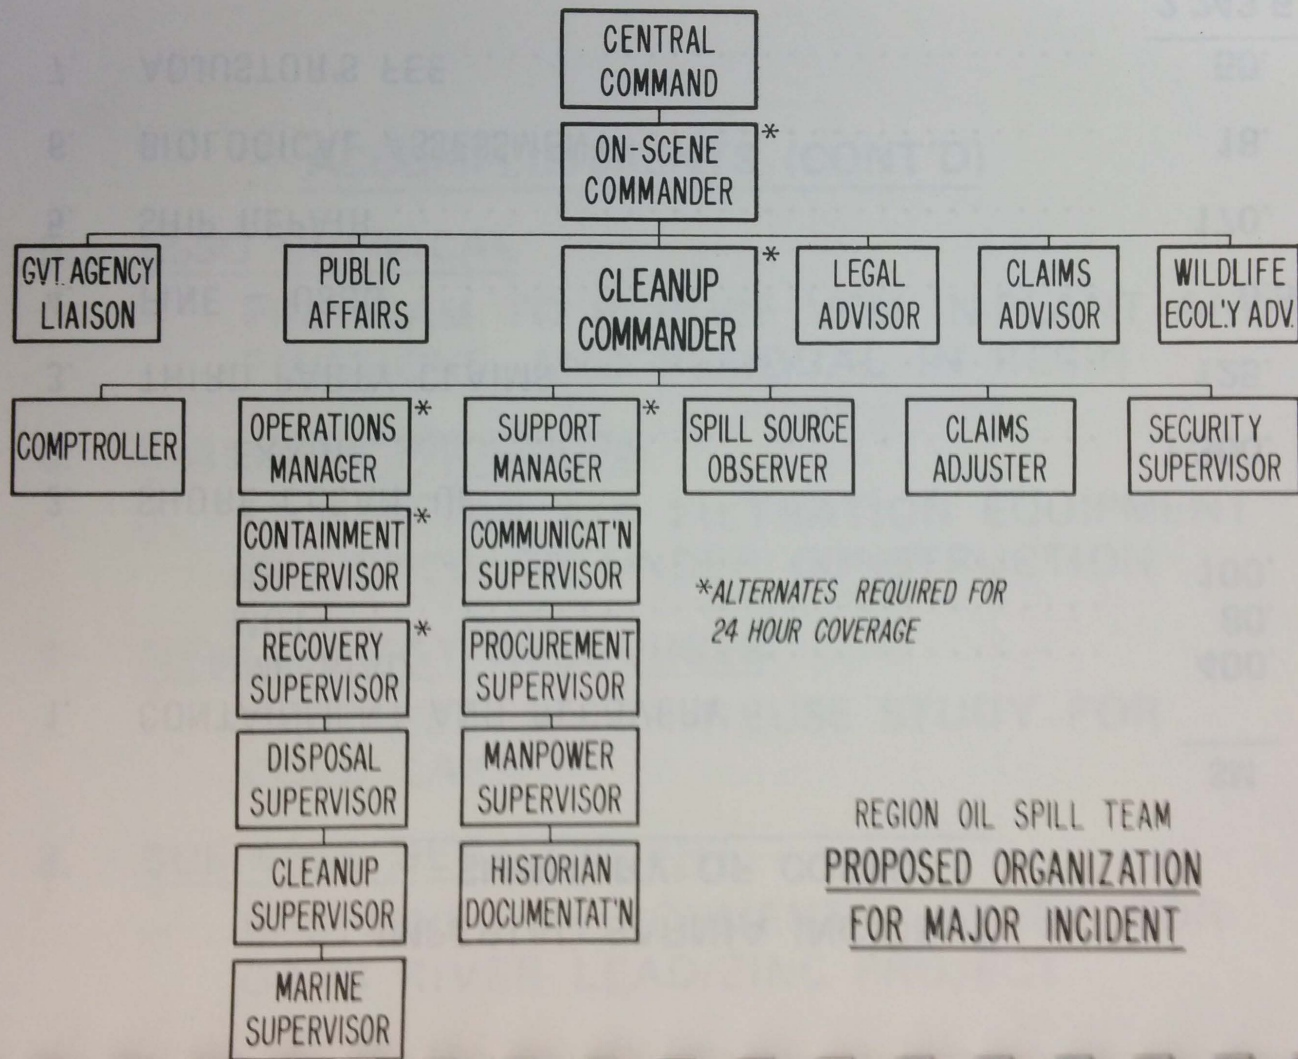 CENTRAL
COMMAND
ON-SCENE
COMMANDER
*
GVT AGENCY
LIAISON
PUBLIC
AFFAIRS
CLEANUP
COMMANDER
*
LEGAL
ADVISOR
CLAIMS
ADVISOR
WILDLIFE
ECOL'Y ADV.
COMPTROLLER
OPERATIONS
MANAGER
*
SUPPORT
MANAGER
*
SPILL SOURCE
OBSERVER
CLAIMS
ADJUSTER
SECURITY
SUPERVISOR
CONTAINMENT
SUPERVISOR
*
RECOVERY
SUPERVISOR
*
DISPOSAL
SUPERVISOR
CLEANUP
SUPERVISOR
MARINE
SUPERVISOR
COMMUNICAT'N
SUPERVISOR
PROCUREMENT
SUPERVISOR
MANPOWER
SUPERVISOR
HISTORIAN
DOCUMENTAT'N
*ALTERNATES REQUIRED FOR
24 HOUR COVERAGE
REGION OIL SPILL TEAM
PROPOSED ORGANIZATION
FOR MAJOR INCIDENT